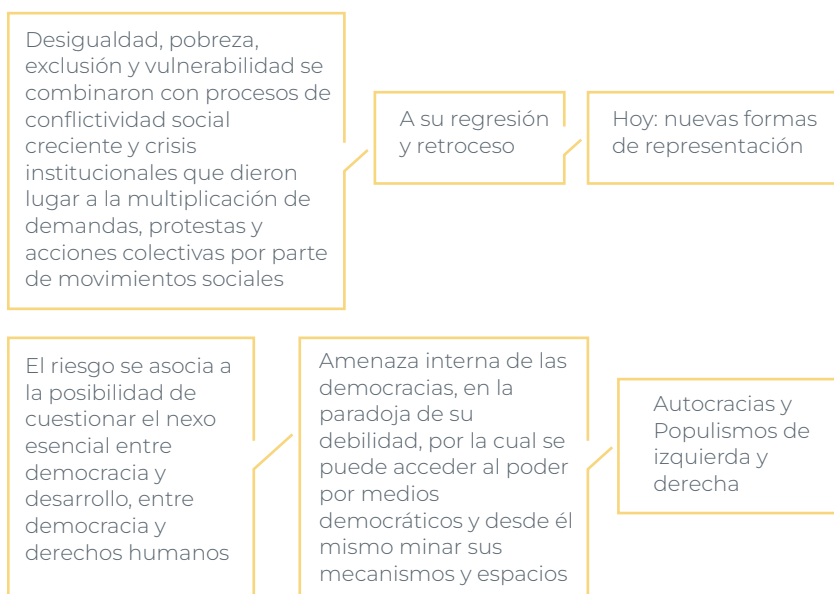 Desigualdad, pobreza,
exclusión y vulnerabilidad se
combinaron con procesos de
conflictividad social
creciente y crisis
institucionales que dieron
lugar a la multiplicación de
demandas, protestas y
acciones colectivas por parte
de movimientos sociales
A su regresión
y retroceso
Hoy: nuevas formas
de representación
El riesgo se asocia a
la posibilidad de
cuestionar el nexo
esencial entre
democracia y
desarrollo, entre
democracia y
derechos humanos
Amenaza interna de las
democracias, en la
paradoja de su
debilidad, por la cual se
puede acceder al poder
por medios
democráticos y desde él
mismo minar sus
mecanismos y espacios
Autocracias y
Populismos de
izquierda y
derecha